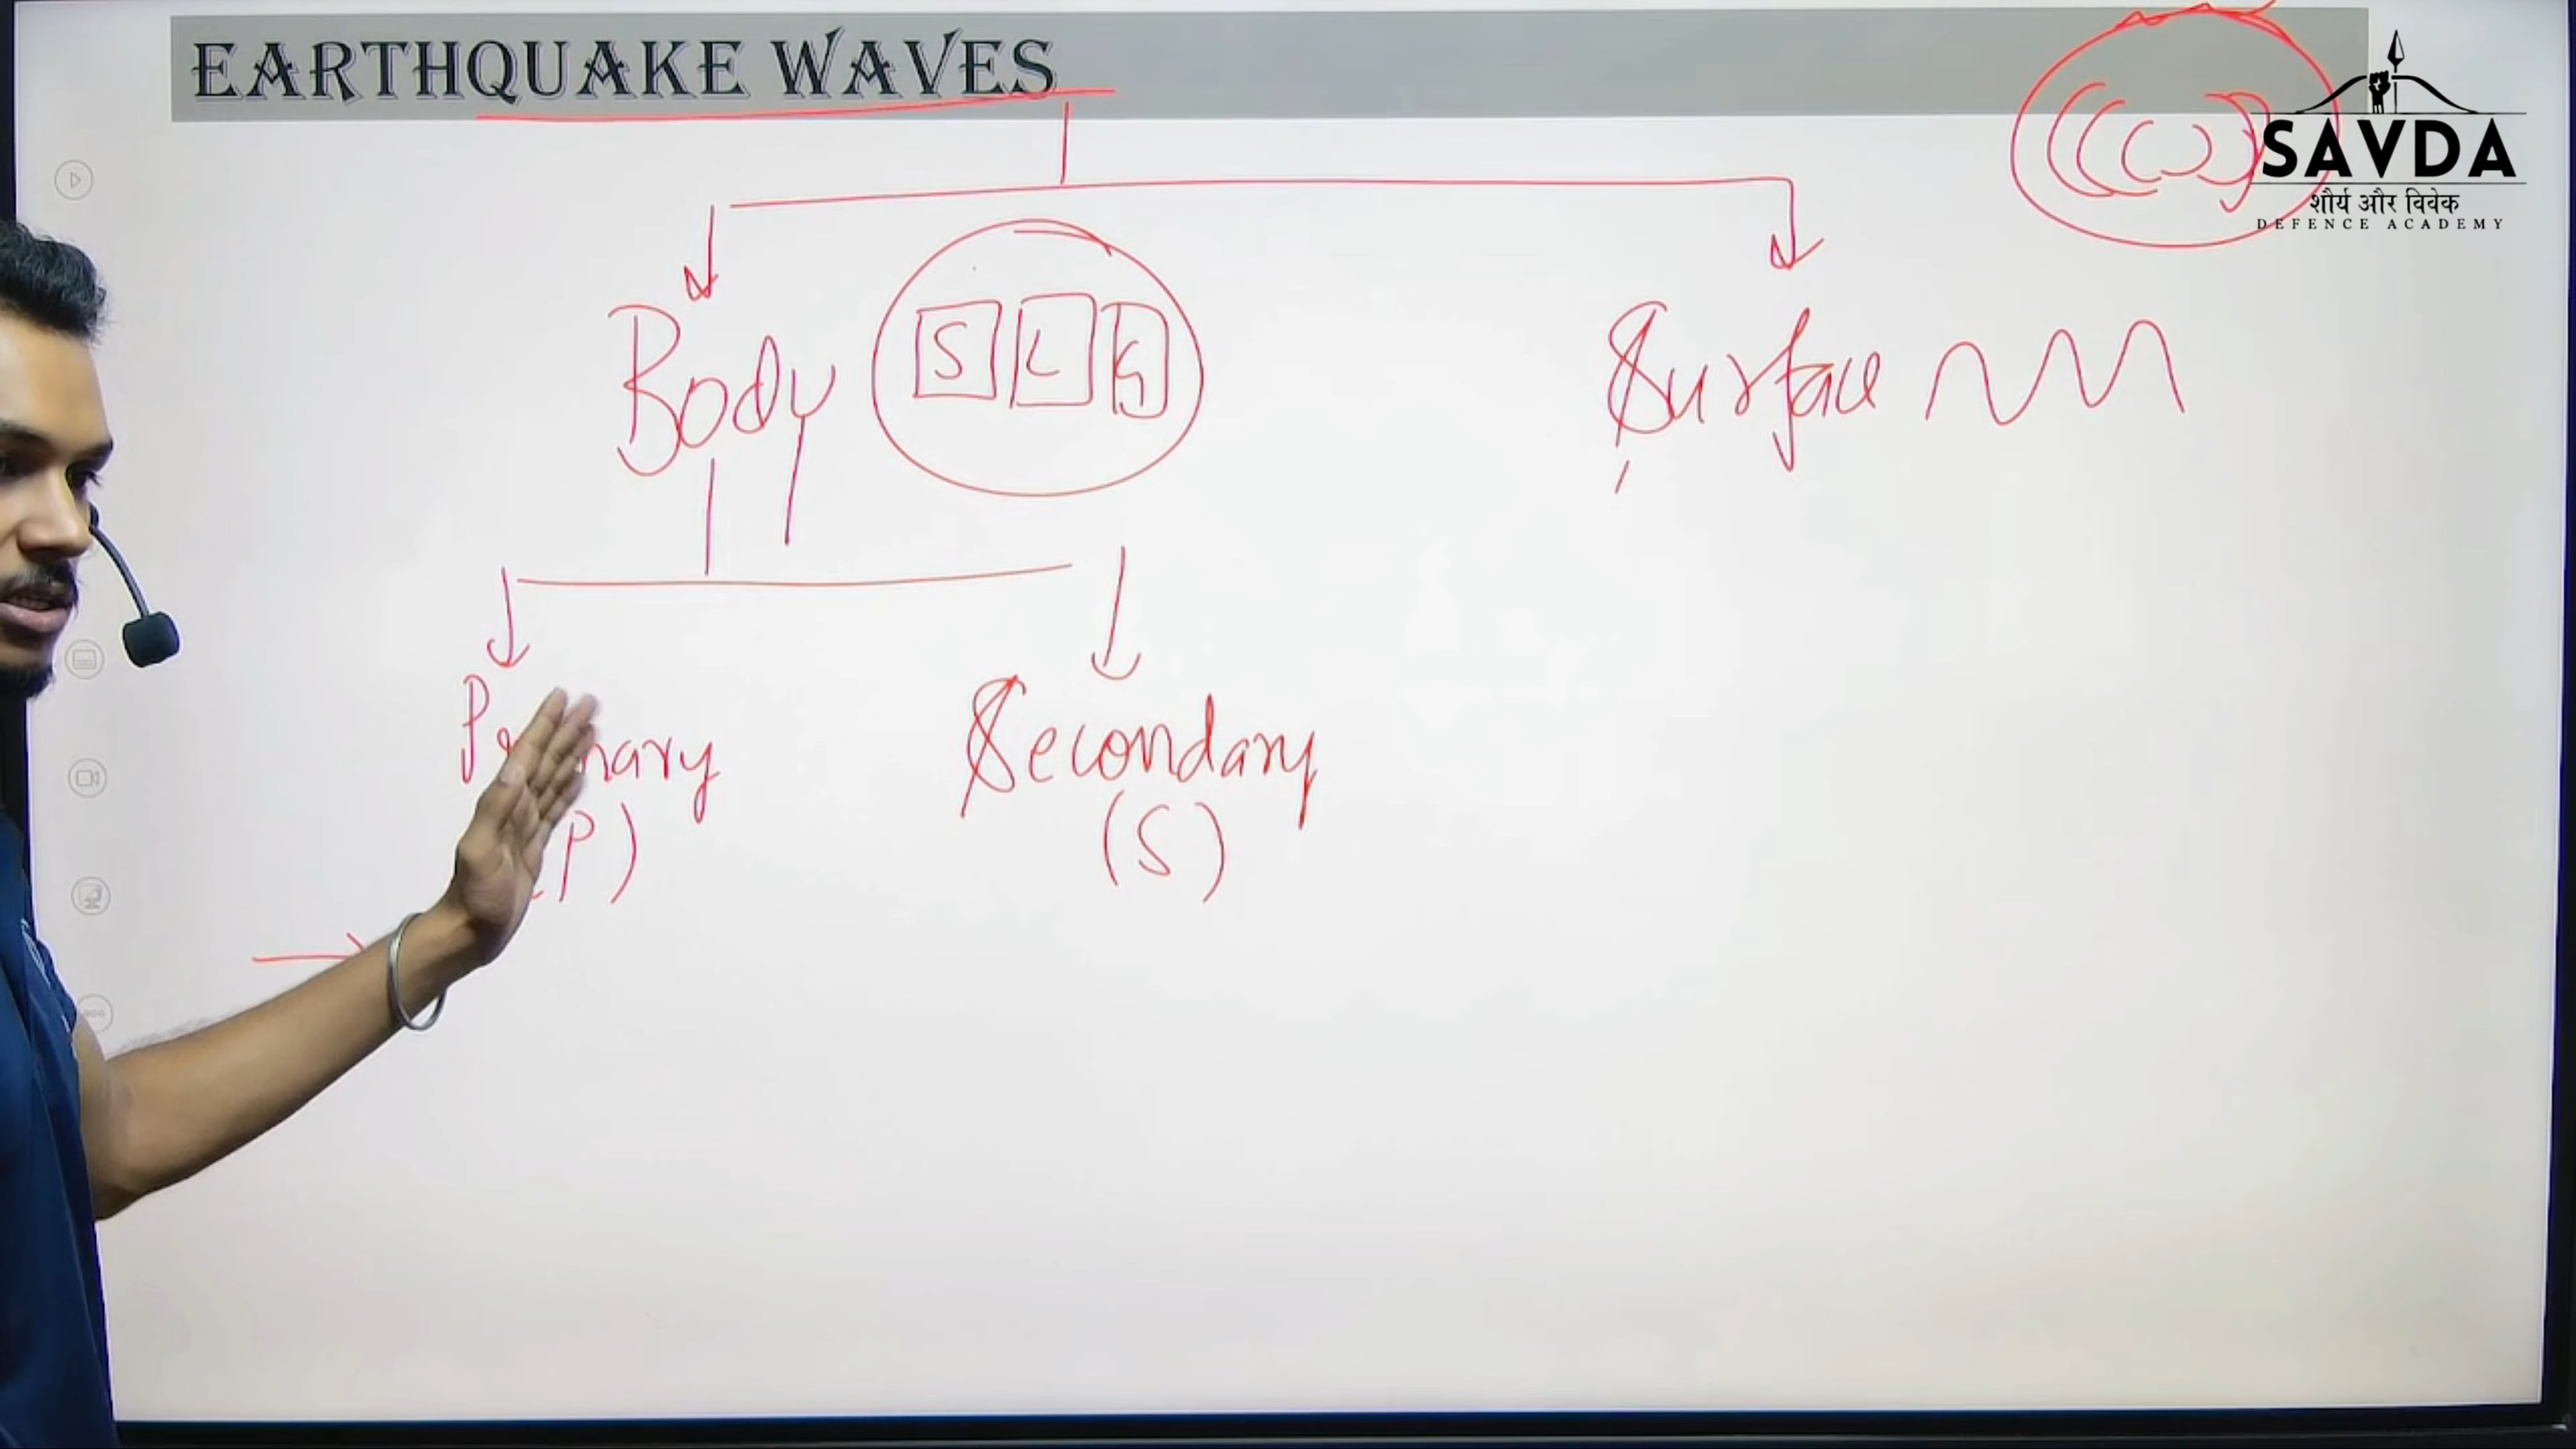 EARTHQUAKE WAVES
SAVDA
शौर्य और विवेक
DEFENCE ACADEMY
Body
S L G
Surface
Secondary
P)
(S)